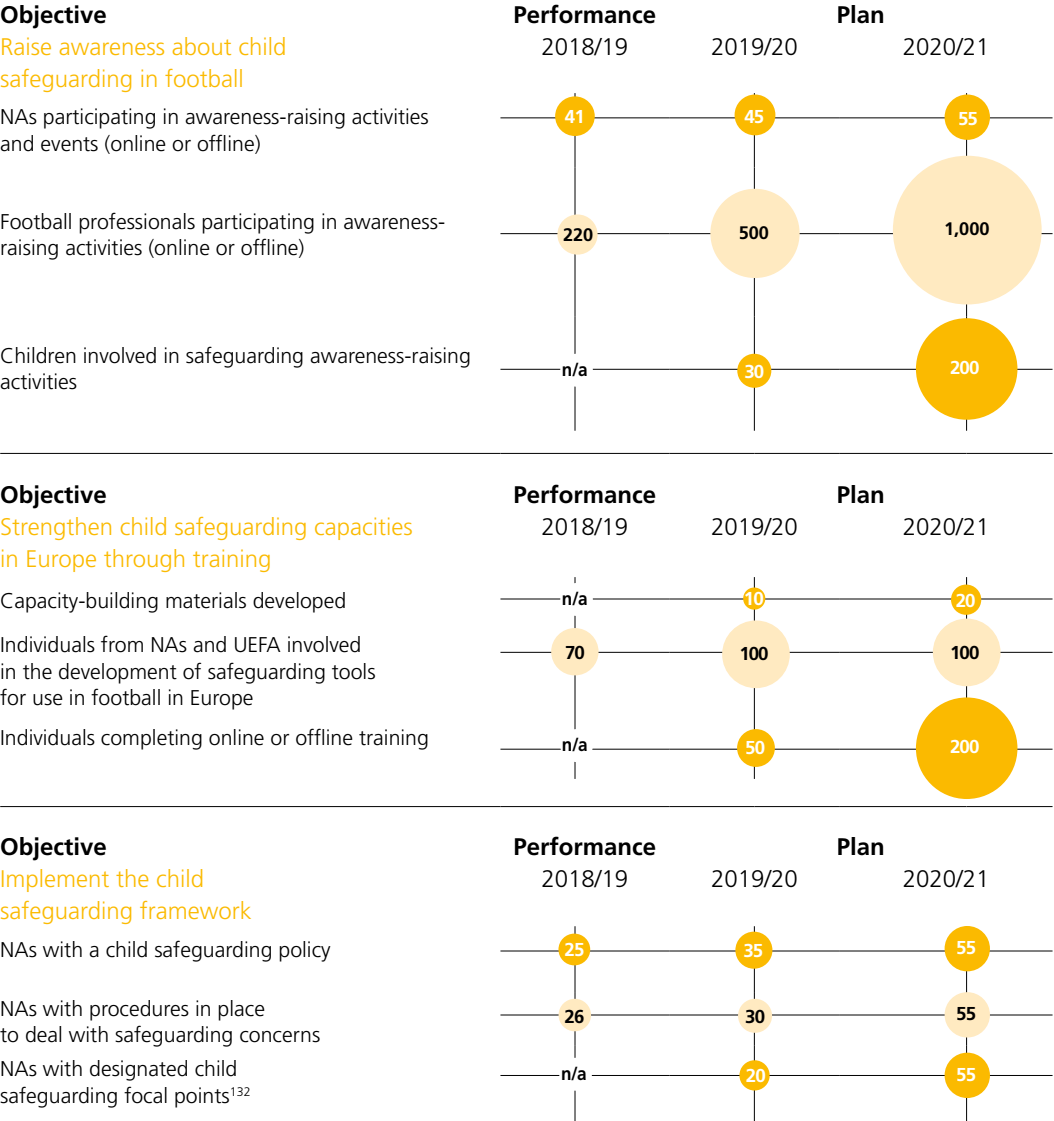 Objective Performance Plan
Raise awareness about child 2018/19 2019/20 2020/21
safeguarding in football
NAs participating in awareness-raising activities 41 45 55
and events (online or offline)
Football professionals participating in awareness- 220 500 1,000
raising activities (online or offline)
Children involved in safeguarding awareness-raising n/a 30 200
activities
Objective Performance Plan
Strengthen child safeguarding capacities 2018/19 2019/20 2020/21
in Europe through training
Capacity-building materials developed n/a 10 20
Individuals from NAs and UEFA involved 70 100 100
in the development of safeguarding tools
for use in football in Europe
Individuals completing online or offline training n/a 50 200
Objective Performance Plan
Implement the child 2018/19 2019/20 2020/21
safeguarding framework
NAs with a child safeguarding policy 25 35 55
NAs with procedures in place 26 30 55
to deal with safeguarding concerns
NAs with designated child n/a 20 55
safeguarding focal points¹³²